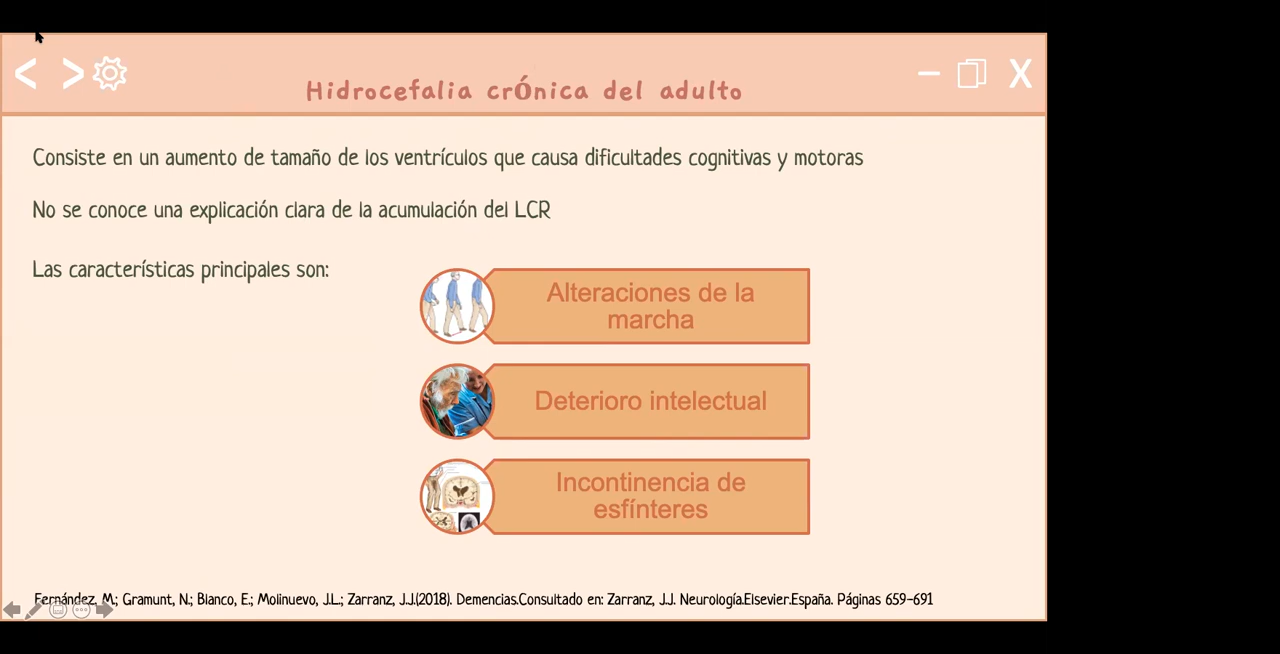 Hidrocefalia crónica del adulto
Consiste en un aumento de tamaño de los ventrículos que causa dificultades cognitivas y motoras
No se conoce una explicación clara de la acumulación del LCR
Las características principales son:
Alteraciones de la
marcha
Deterioro intelectual
Incontinencia de
esfínteres
Fernández, M.; Gramunt, N.; Blanco, E.; Molinuevo, J.L.; Zarranz, J.J.(2018). Demencias.Consultado en: Zarranz, J.J. Neurología.Elsevier.España. Páginas 659-691